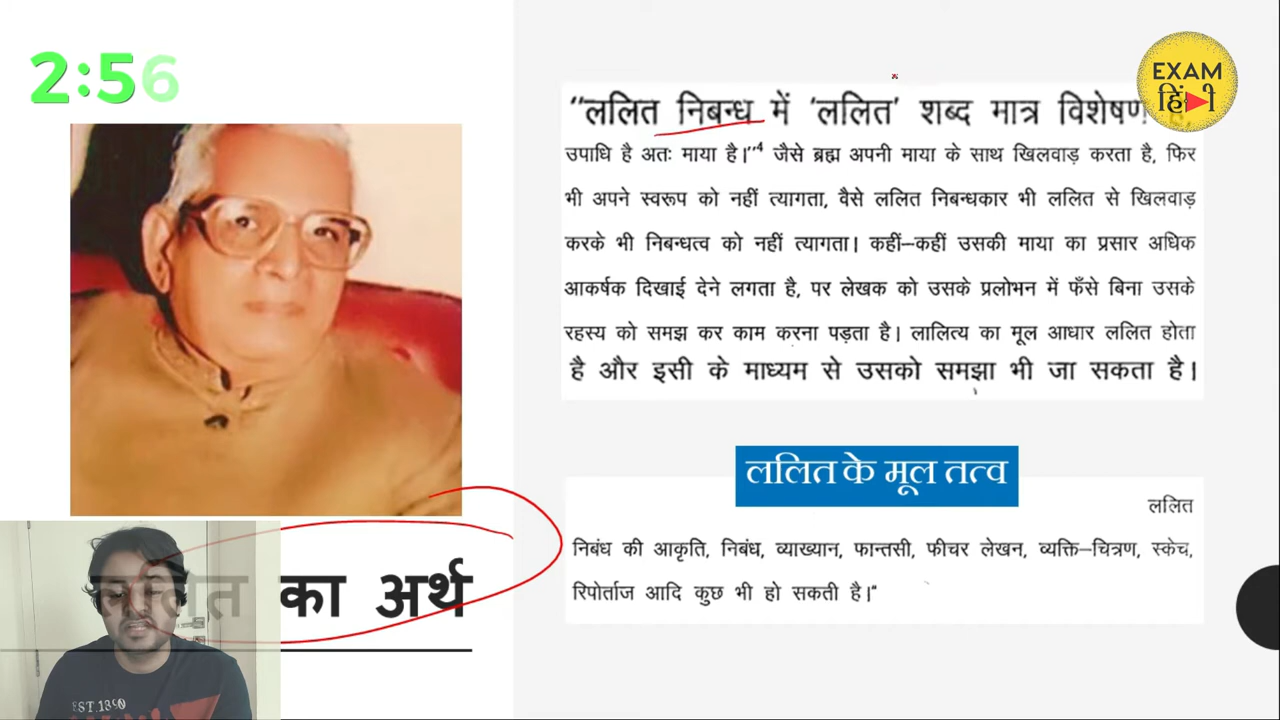 2:56
EXAM
हिंदी
"ललित निबन्ध में 'ललित' शब्द मात्र विशेषण है,
उपाधि है अतः माया है।"4 जैसे ब्रह्म अपनी माया के साथ खिलवाड़ करता है, फिर
भी अपने स्वरूप को नहीं त्यागता, वैसे ललित निबन्धकार भी ललित से खिलवाड़
करके भी निबन्धत्व को नहीं त्यागता। कहीं–कहीं उसकी माया का प्रसार अधिक
आकर्षक दिखाई देने लगता है, पर लेखक को उसके प्रलोभन में फँसे बिना उसके
रहस्य को समझ कर काम करना पड़ता है। लालित्य का मूल आधार ललित होता
है और इसी के माध्यम से उसको समझा भी जा सकता है।
ललित के मूल तत्व
ललित
निबंध की आकृति, निबंध, व्याख्यान, फान्तसी, फीचर लेखन, व्यक्ति–चित्रण, स्केच,
रिपोर्ताज आदि कुछ भी हो सकती है।"
ललित का अर्थ
EST.1890